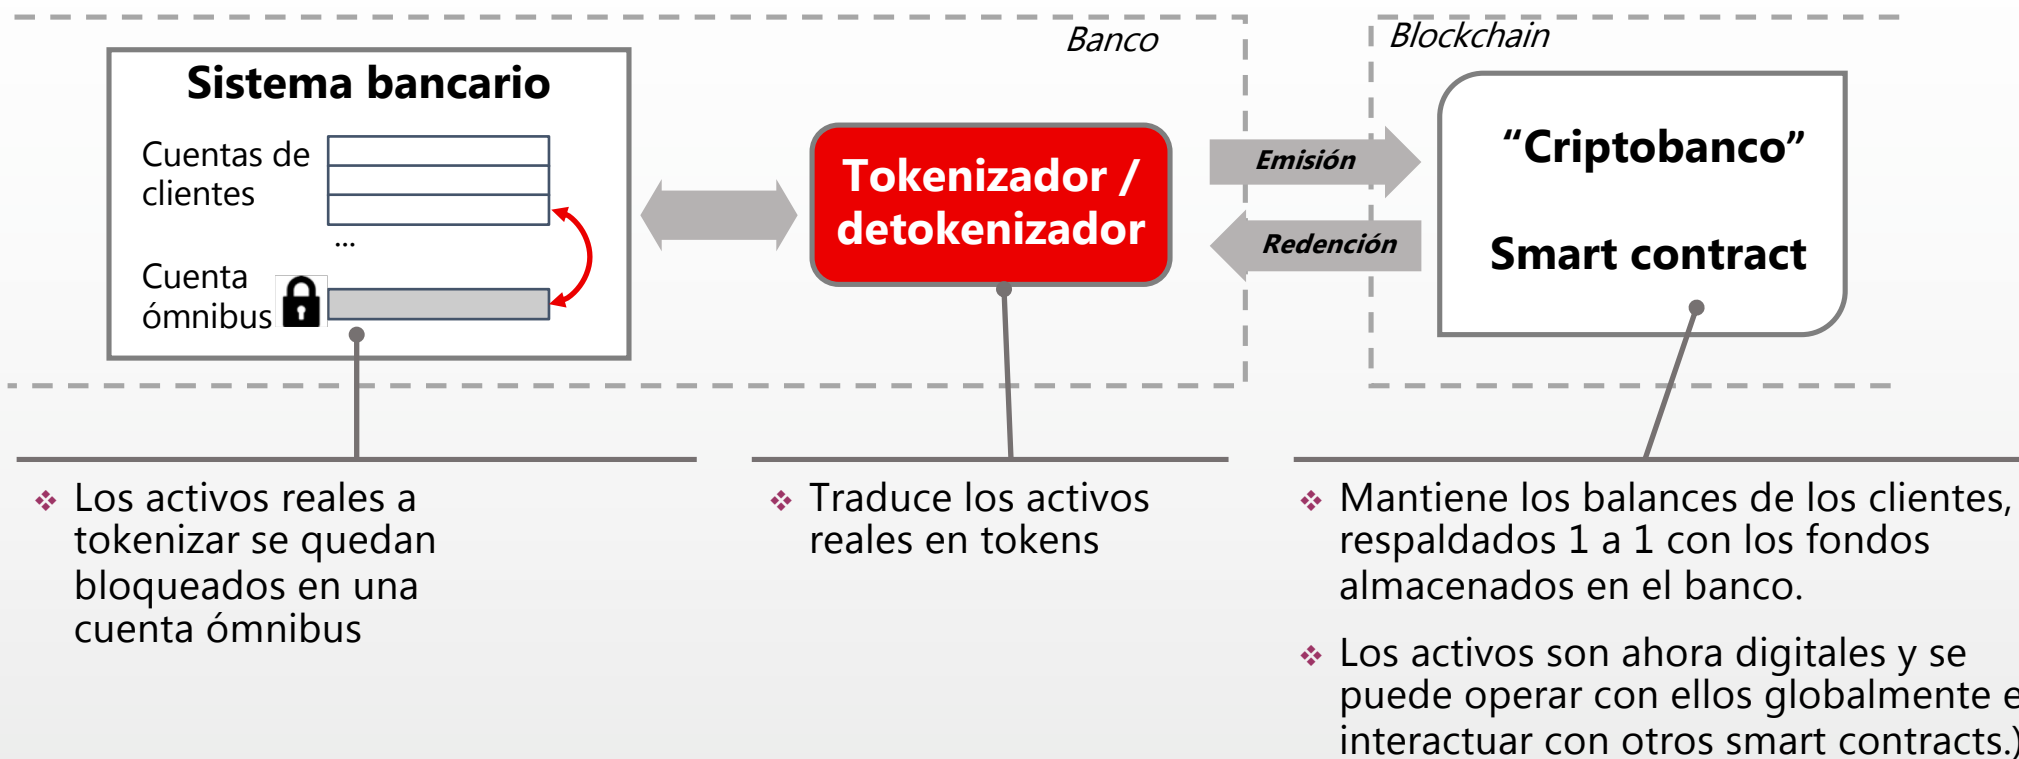 Banco
Blockchain
Sistema bancario
Cuentas de
clientes
...
Cuenta
ómnibus
Tokenizador /
detokenizador
Emisión
Redención
“Criptobanco”
Smart contract
❖ Los activos reales a
tokenizar se quedan
bloqueados en una
cuenta ómnibus
❖ Traduce los activos
reales en tokens
❖ Mantiene los balances de los clientes,
respaldados 1 a 1 con los fondos
almacenados en el banco.
❖ Los activos son ahora digitales y se
puede operar con ellos globalmente e
interactuar con otros smart contracts.)